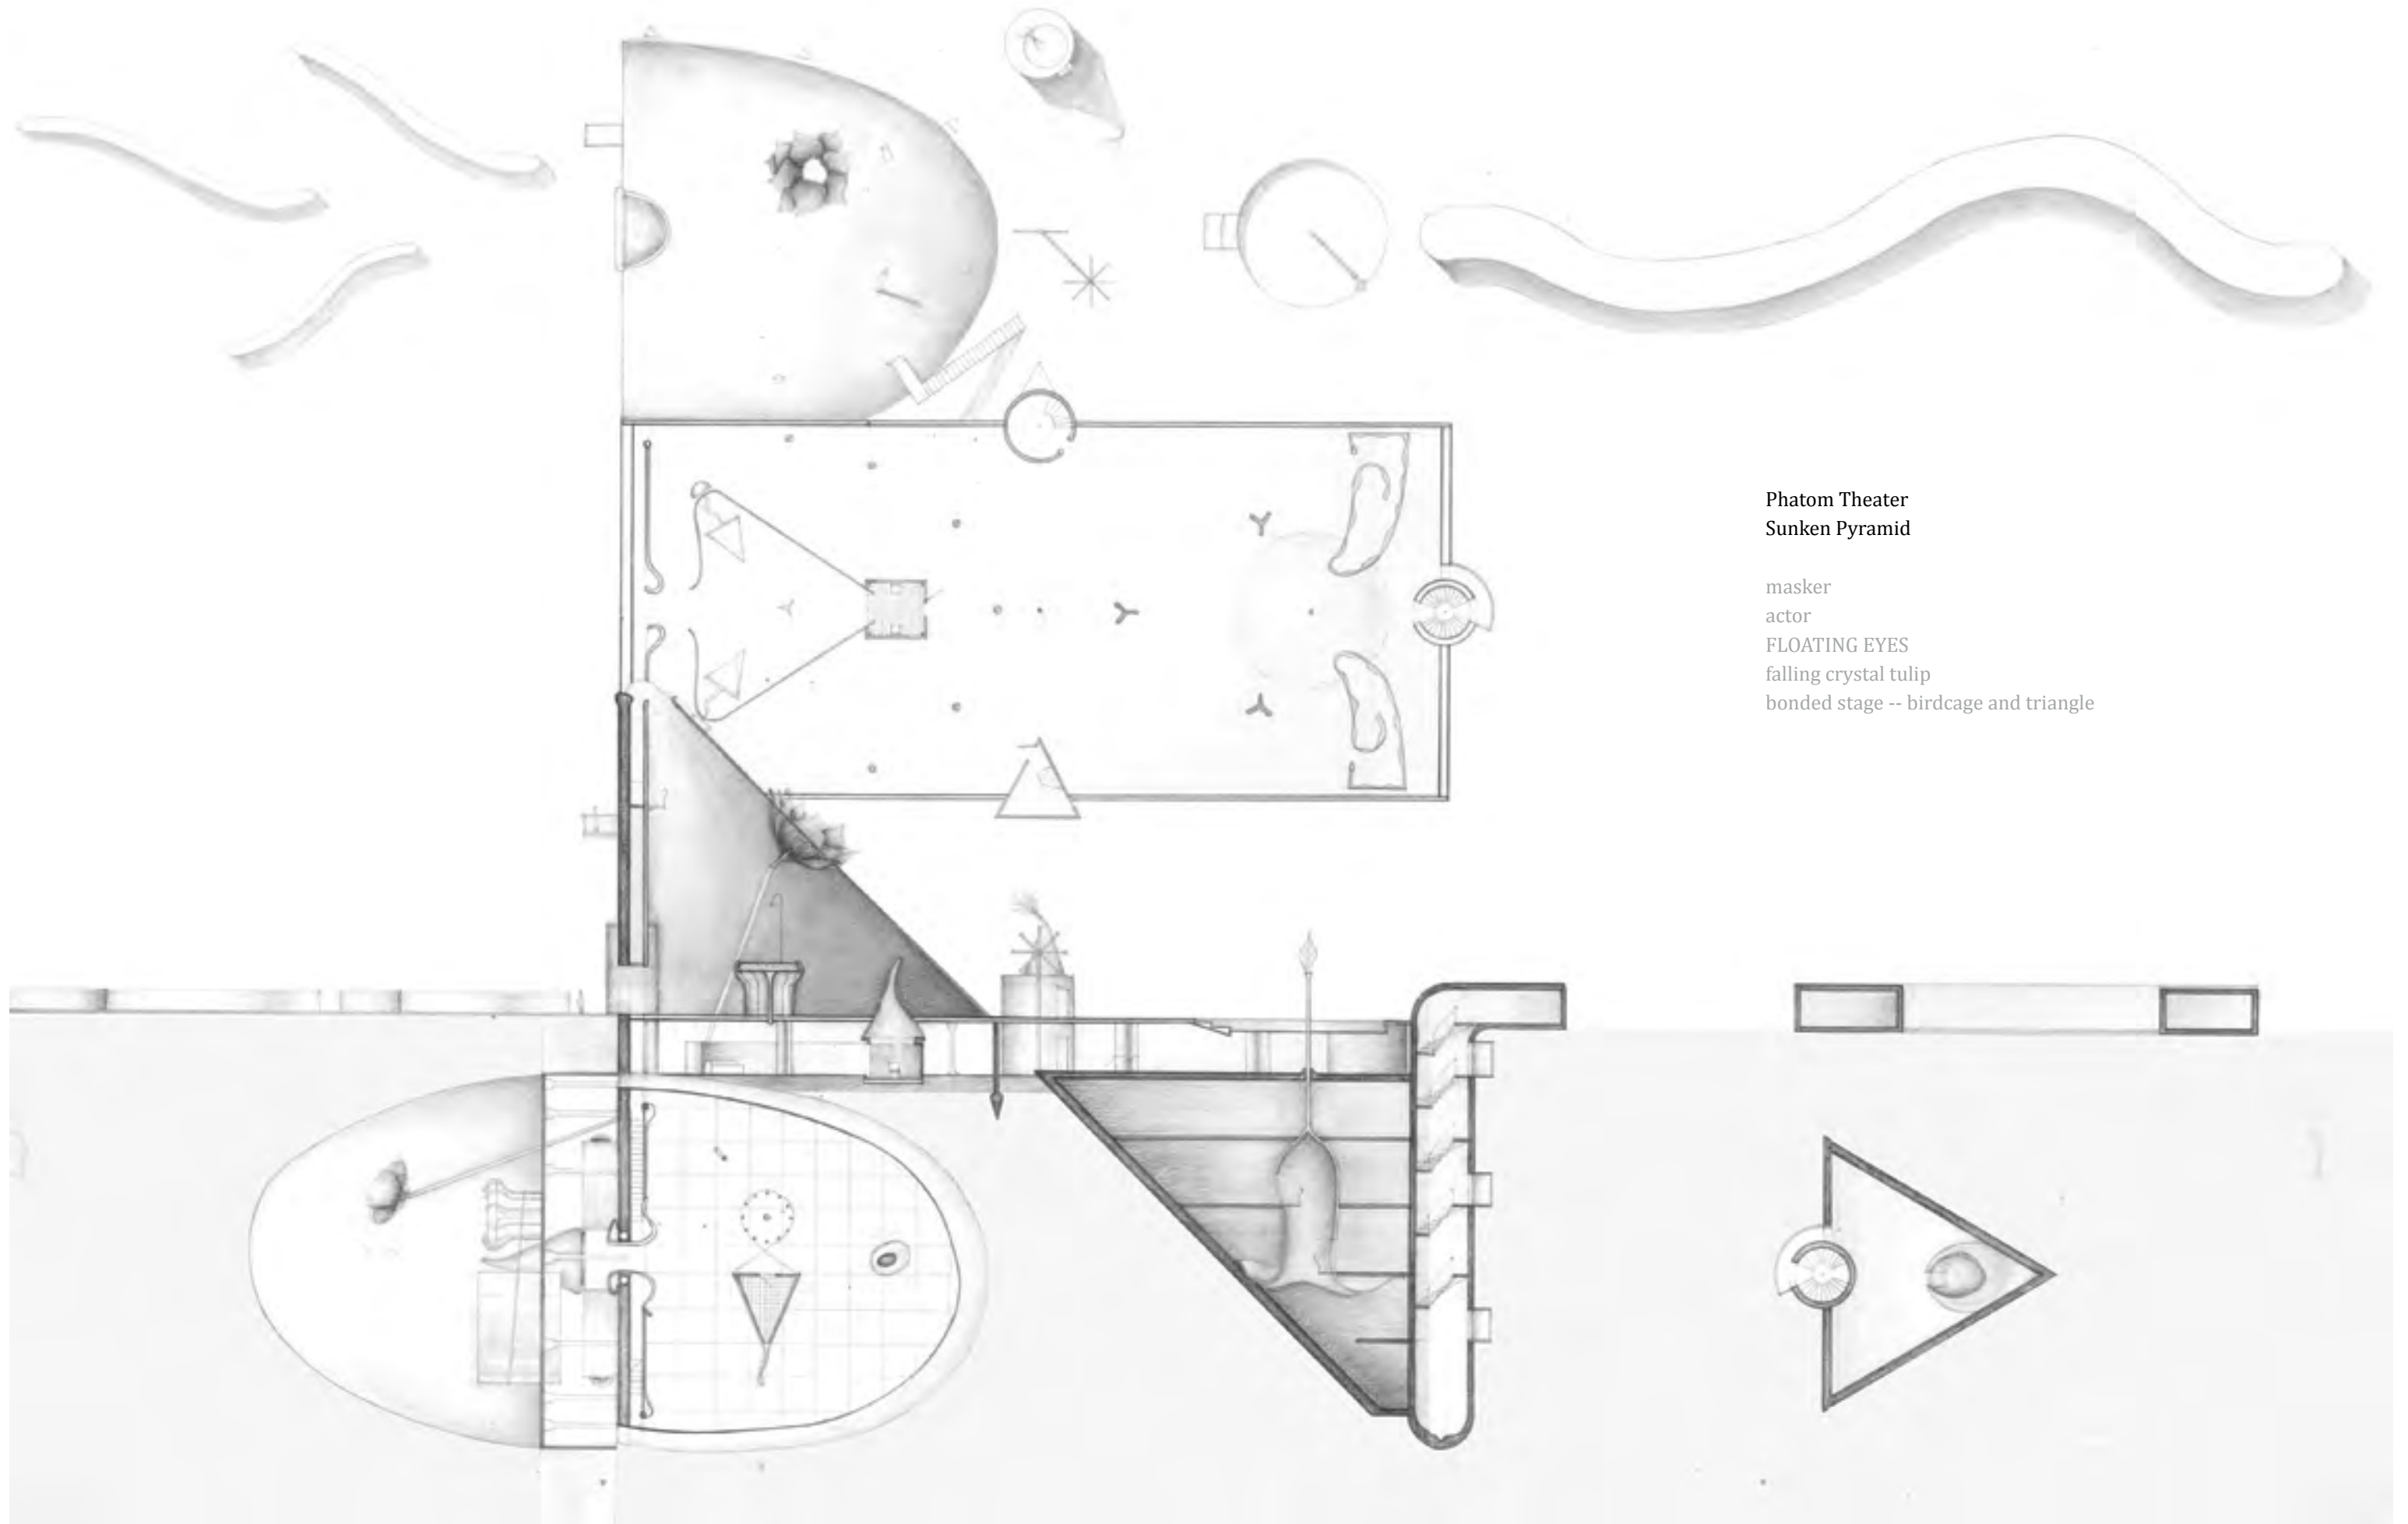 Phatom Theater
Sunken Pyramid
masker
actor
FLOATING EYES
falling crystal tulip
bonded stage -- birdcage and triangle